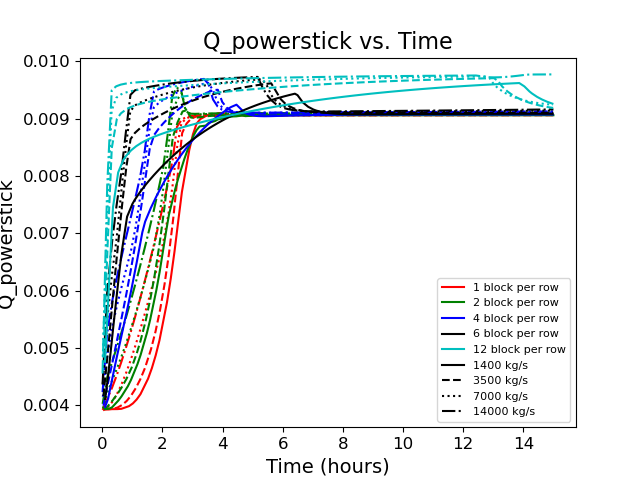 Q_powerstick vs. Time
0.010
0.009
0.008
0.007
0.006
0.005
0.004
Q_powerstick
0 2 4 6 8 10 12 14
Time (hours)
1 block per row
2 block per row
4 block per row
6 block per row
12 block per row
1400 kg/s
3500 kg/s
7000 kg/s
14000 kg/s